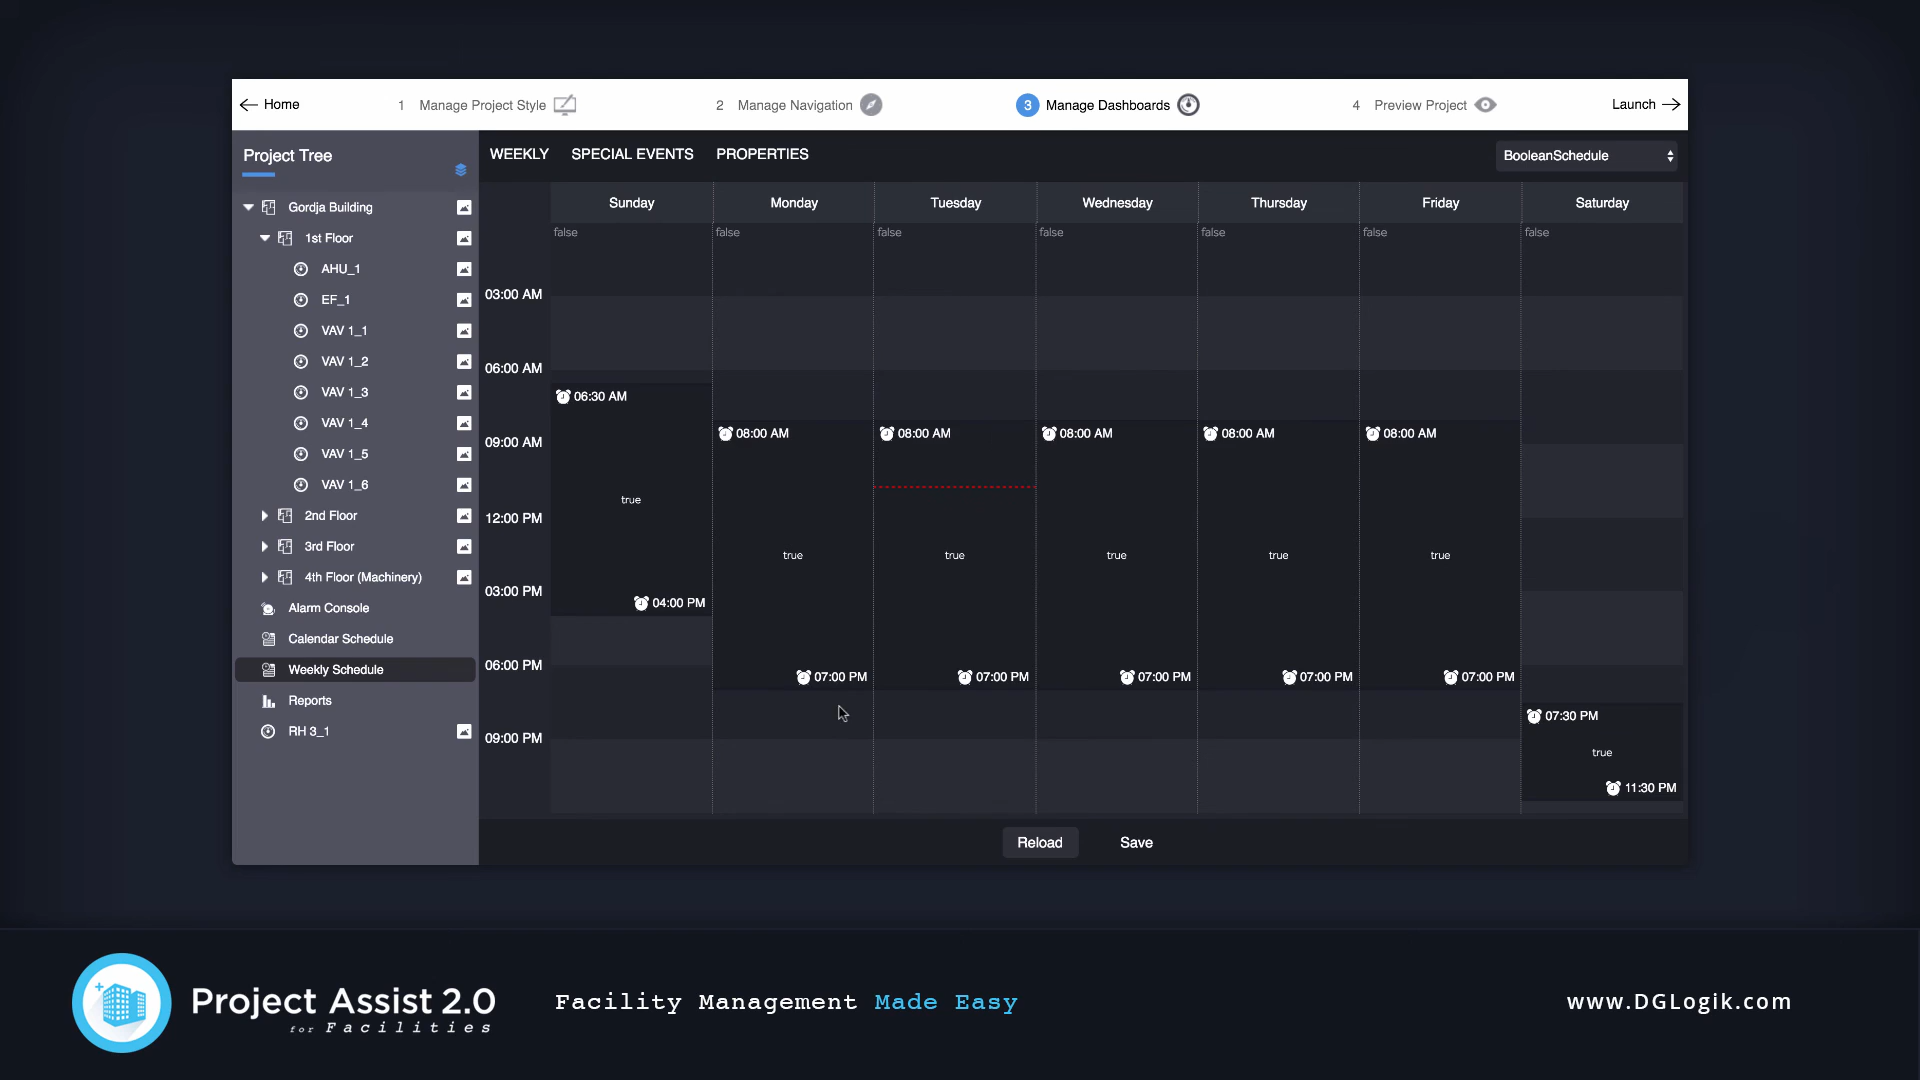 Home
1 Manage Project Style
2 Manage Navigation
3 Manage Dashboards
4 Preview Project
Launch
Project Tree
Gordja Building
1st Floor
AHU_1
EF_1
VAV 1_1
VAV 1_2
VAV 1_3
VAV 1_4
VAV 1_5
VAV 1_6
2nd Floor
3rd Floor
4th Floor (Machinery)
Alarm Console
Calendar Schedule
Weekly Schedule
Reports
RH 3_1
WEEKLY SPECIAL EVENTS PROPERTIES
BooleanSchedule
Sunday Monday Tuesday Wednesday Thursday Friday Saturday
false false false false false false false
03:00 AM
06:00 AM
06:30 AM
08:00 AM 08:00 AM 08:00 AM 08:00 AM 08:00 AM
09:00 AM
true
12:00 PM
true true true true true
03:00 PM
04:00 PM
06:00 PM
07:00 PM 07:00 PM 07:00 PM 07:00 PM 07:00 PM
07:30 PM
09:00 PM
true
11:30 PM
Reload Save
Project Assist 2.0
for Facilities
Facility Management Made Easy
www.DGLogik.com